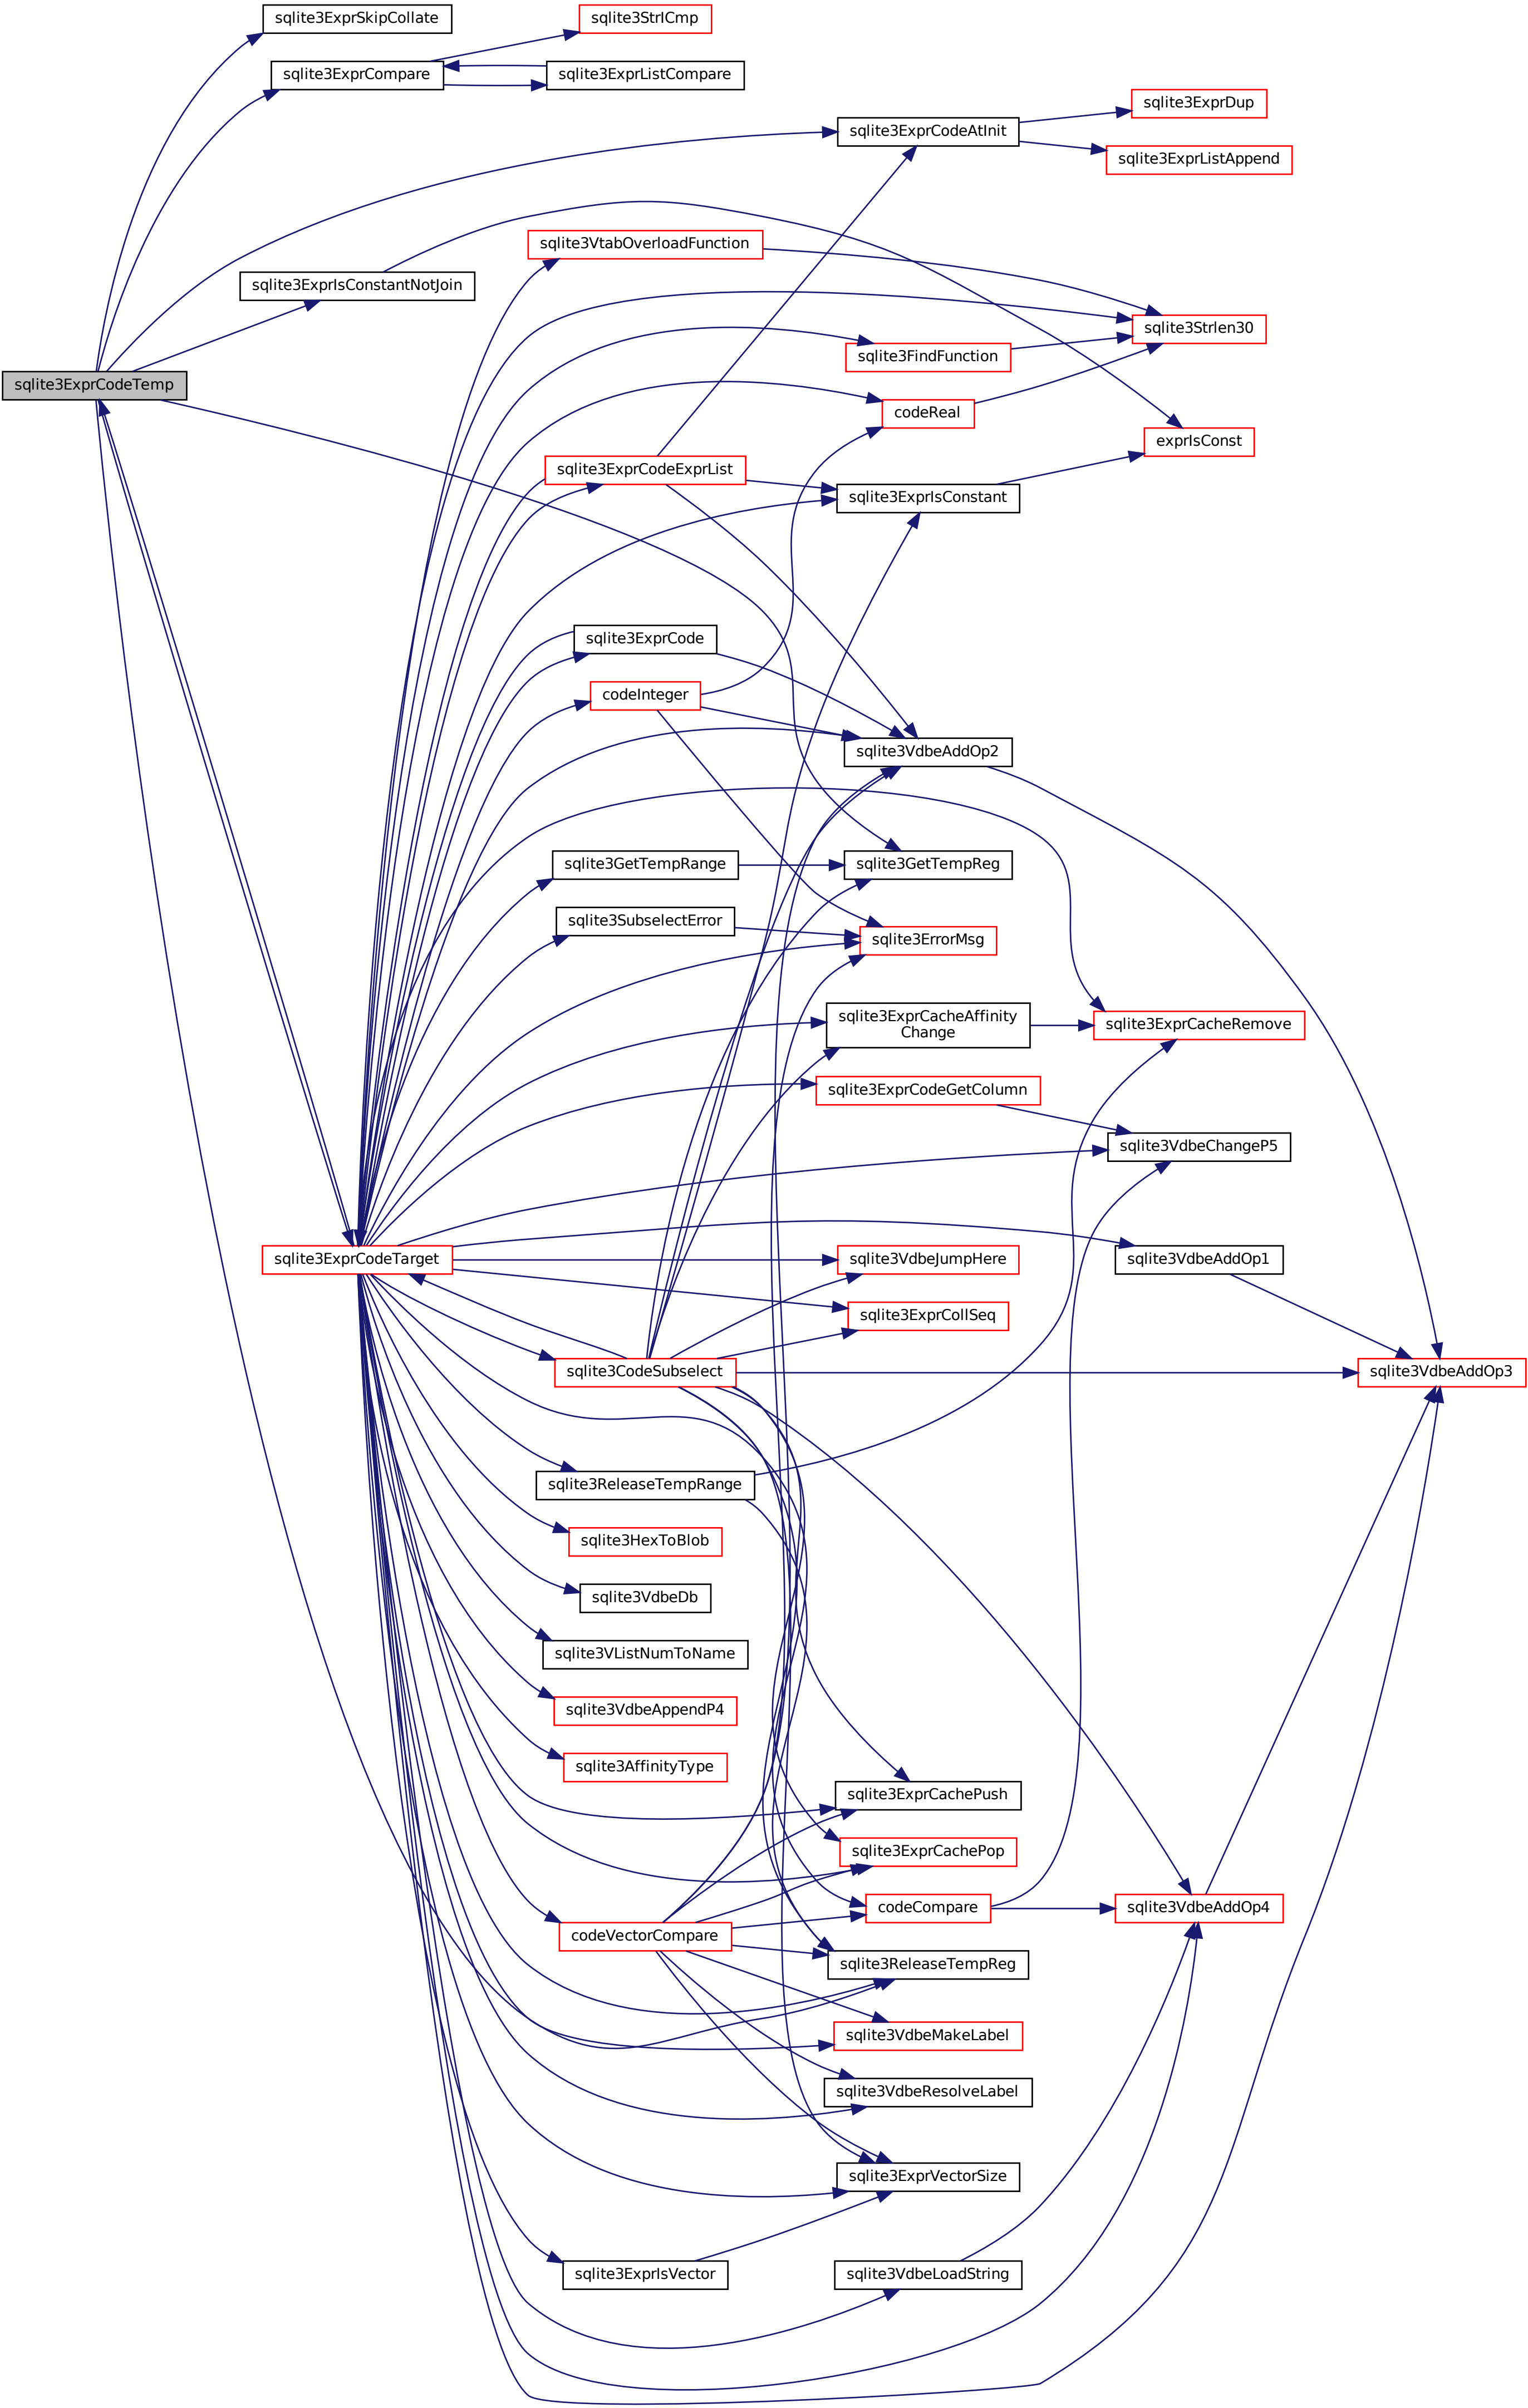 sqlite3ExprSkipCollate
sqlite3StrICmp
sqlite3ExprCompare
sqlite3ExprListCompare
sqlite3ExprDup
sqlite3ExprCodeAtInit
sqlite3ExprListAppend
sqlite3VtabOverloadFunction
sqlite3ExprIsConstantNotJoin
sqlite3Strlen30
sqlite3FindFunction
sqlite3ExprCodeTemp
codeReal
exprIsConst
sqlite3ExprCodeExprList
sqlite3ExprIsConstant
sqlite3ExprCode
codeInteger
sqlite3VdbeAddOp2
sqlite3GetTempRange
sqlite3GetTempReg
sqlite3SubselectError
sqlite3ErrorMsg
sqlite3ExprCacheAffinity
Change
sqlite3ExprCacheRemove
sqlite3ExprCodeGetColumn
sqlite3VdbeChangeP5
sqlite3ExprCodeTarget
sqlite3VdbeJumpHere
sqlite3VdbeAddOp1
sqlite3ExprCollSeq
sqlite3CodeSubselect
sqlite3VdbeAddOp3
sqlite3ReleaseTempRange
sqlite3HexToBlob
sqlite3VdbeDb
sqlite3VListNumToName
sqlite3VdbeAppendP4
sqlite3AffinityType
sqlite3ExprCachePush
sqlite3ExprCachePop
codeCompare
sqlite3VdbeAddOp4
codeVectorCompare
sqlite3ReleaseTempReg
sqlite3VdbeMakeLabel
sqlite3VdbeResolveLabel
sqlite3ExprVectorSize
sqlite3ExprIsVector
sqlite3VdbeLoadString